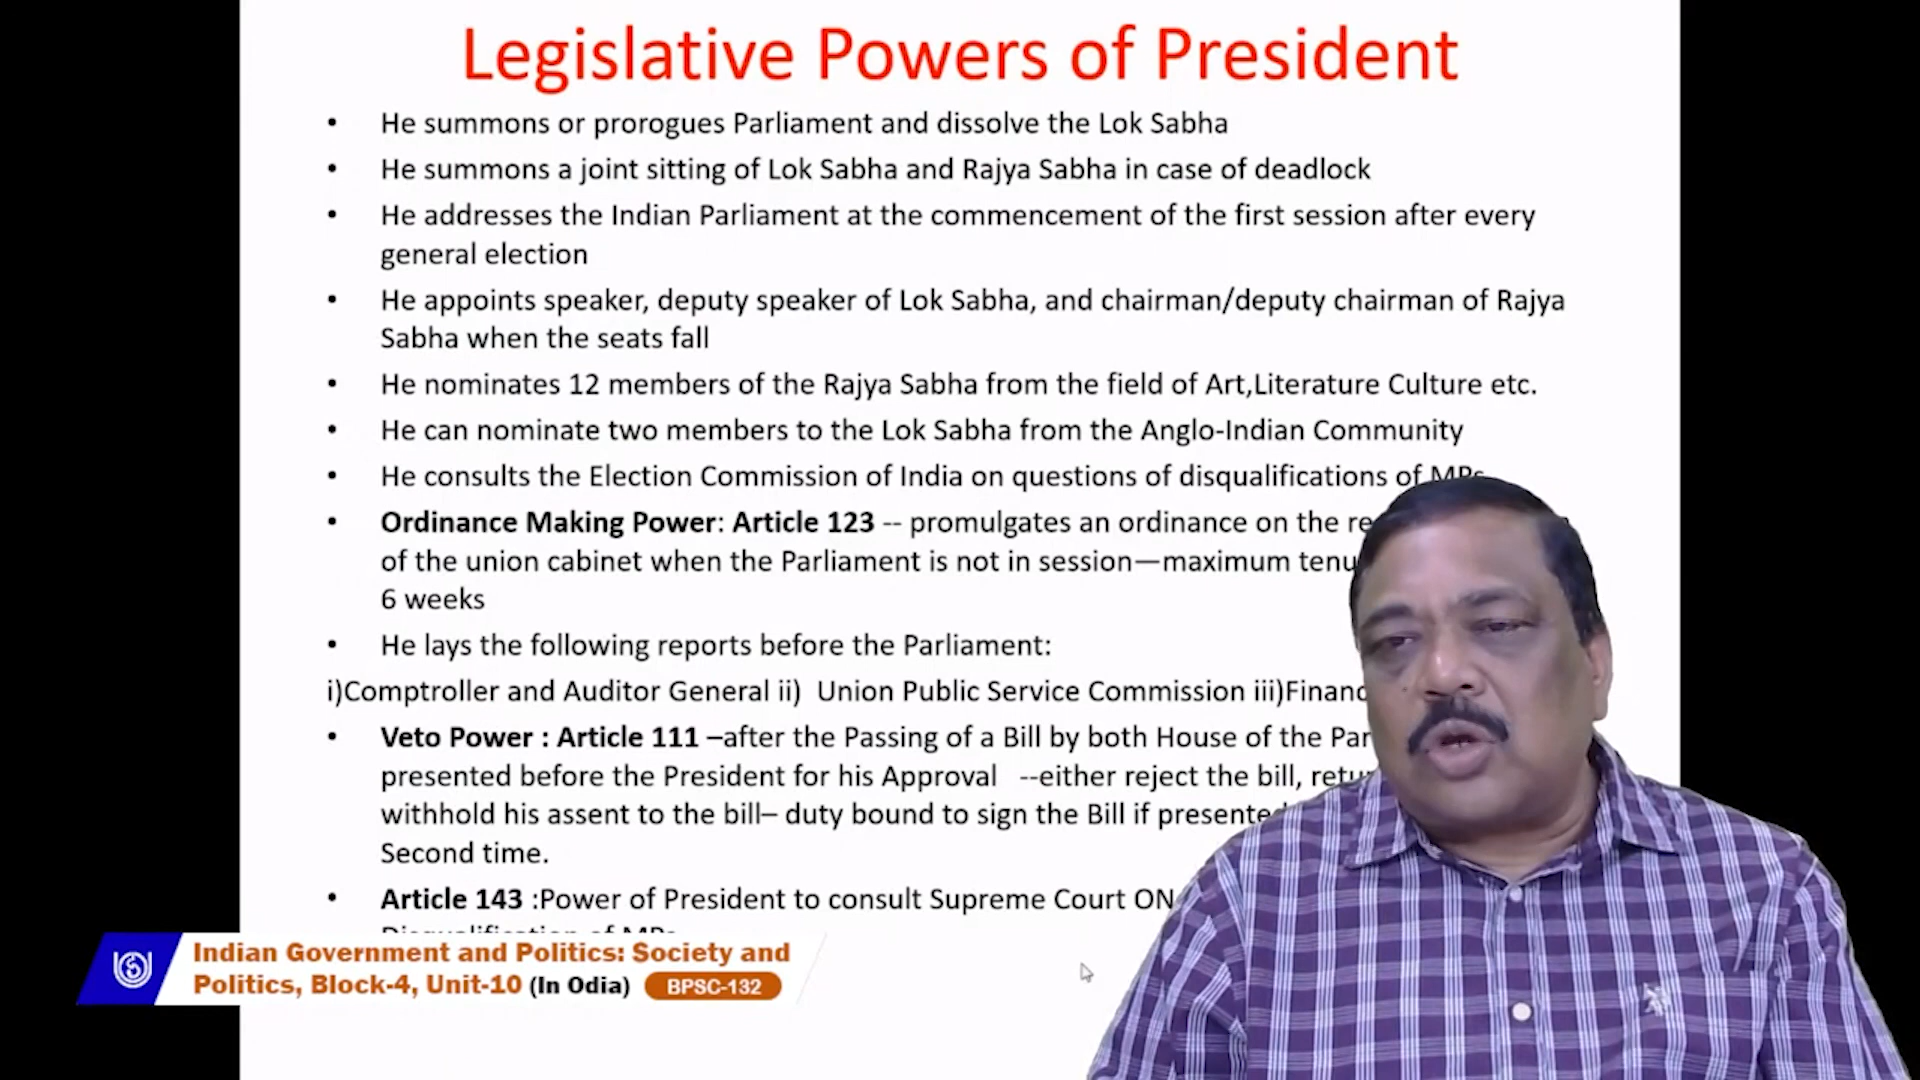 Legislative Powers of President
• He summons or prorogues Parliament and dissolve the Lok Sabha
• He summons a joint sitting of Lok Sabha and Rajya Sabha in case of deadlock
• He addresses the Indian Parliament at the commencement of the first session after every
general election
• He appoints speaker, deputy speaker of Lok Sabha, and chairman/deputy chairman of Rajya
Sabha when the seats fall
• He nominates 12 members of the Rajya Sabha from the field of Art,Literature Culture etc.
• He can nominate two members to the Lok Sabha from the Anglo-Indian Community
• He consults the Election Commission of India on questions of disqualifications of MPs
• Ordinance Making Power: Article 123 -- promulgates an ordinance on the
of the union cabinet when the Parliament is not in session—maximum
6 weeks
• He lays the following reports before the Parliament:
i)Comptroller and Auditor General ii) Union Public Service Commission iii)
• Veto Power : Article 111 –after the Passing of a Bill by both House of the
presented before the President for his Approval --either reject the bill,
withhold his assent to the bill– duty bound to sign the Bill if
Second time.
• Article 143 :Power of President to consult Supreme Court ON
Disqualification of MPs
Indian Government and Politics: Society and
Politics, Block-4, Unit-10 (In Odia) BPSC-132